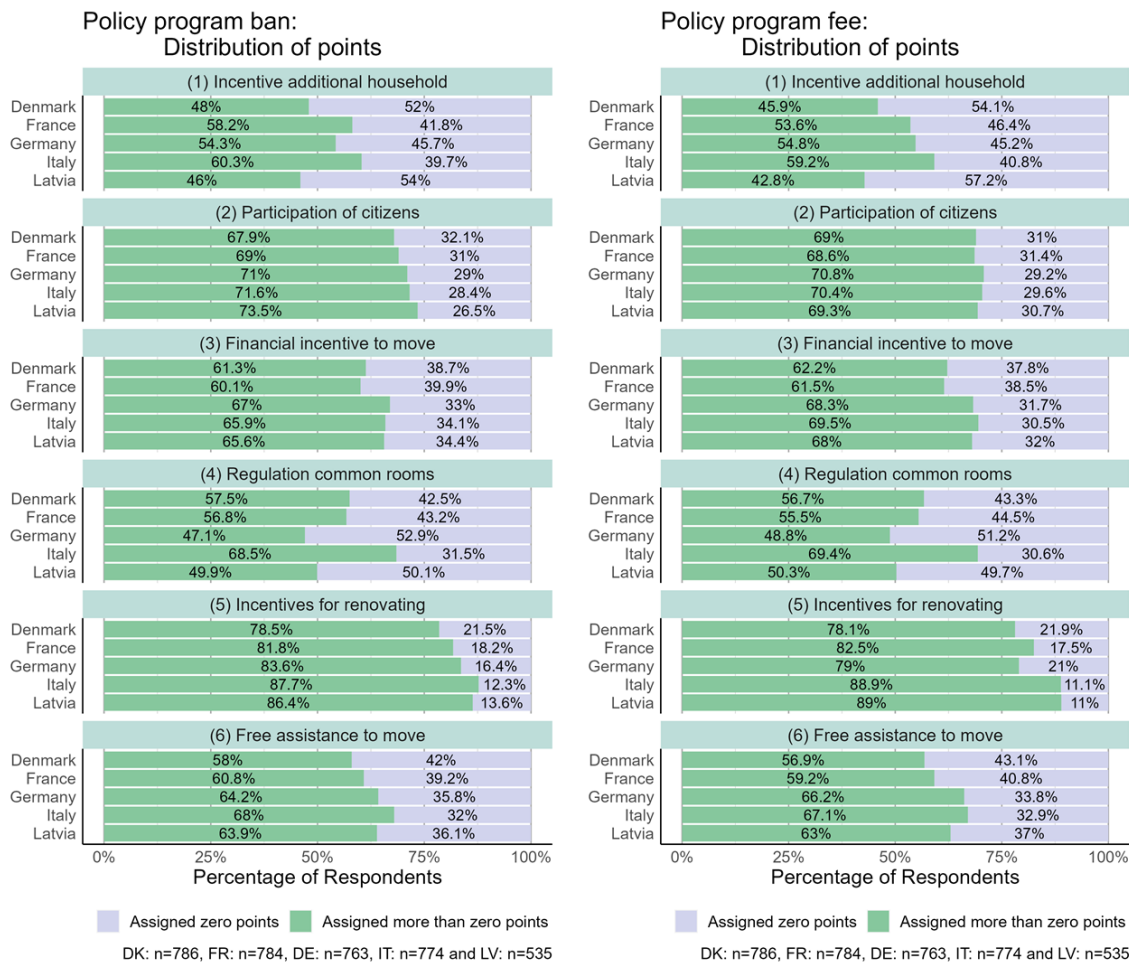 Policy program ban:
Distribution of points
(1) Incentive additional household
Denmark 48% 52%
France 58.2% 41.8%
Germany 54.3% 45.7%
Italy 60.3% 39.7%
Latvia 46% 54%
(2) Participation of citizens
Denmark 67.9% 32.1%
France 69% 31%
Germany 71% 29%
Italy 71.6% 28.4%
Latvia 73.5% 26.5%
(3) Financial incentive to move
Denmark 61.3% 38.7%
France 60.1% 39.9%
Germany 67% 33%
Italy 65.9% 34.1%
Latvia 65.6% 34.4%
(4) Regulation common rooms
Denmark 57.5% 42.5%
France 56.8% 43.2%
Germany 47.1% 52.9%
Italy 68.5% 31.5%
Latvia 49.9% 50.1%
(5) Incentives for renovating
Denmark 78.5% 21.5%
France 81.8% 18.2%
Germany 83.6% 16.4%
Italy 87.7% 12.3%
Latvia 86.4% 13.6%
(6) Free assistance to move
Denmark 58% 42%
France 60.8% 39.2%
Germany 64.2% 35.8%
Italy 68% 32%
Latvia 63.9% 36.1%
0% 25% 50% 75% 100%
Percentage of Respondents
Assigned zero points Assigned more than zero points
DK: n=786, FR: n=784, DE: n=763, IT: n=774 and LV: n=535
Policy program fee:
Distribution of points
(1) Incentive additional household
Denmark 45.9% 54.1%
France 53.6% 46.4%
Germany 54.8% 45.2%
Italy 59.2% 40.8%
Latvia 42.8% 57.2%
(2) Participation of citizens
Denmark 69% 31%
France 68.6% 31.4%
Germany 70.8% 29.2%
Italy 70.4% 29.6%
Latvia 69.3% 30.7%
(3) Financial incentive to move
Denmark 62.2% 37.8%
France 61.5% 38.5%
Germany 68.3% 31.7%
Italy 69.5% 30.5%
Latvia 68% 32%
(4) Regulation common rooms
Denmark 56.7% 43.3%
France 55.5% 44.5%
Germany 48.8% 51.2%
Italy 69.4% 30.6%
Latvia 50.3% 49.7%
(5) Incentives for renovating
Denmark 78.1% 21.9%
France 82.5% 17.5%
Germany 79% 21%
Italy 88.9% 11.1%
Latvia 89% 11%
(6) Free assistance to move
Denmark 56.9% 43.1%
France 59.2% 40.8%
Germany 66.2% 33.8%
Italy 67.1% 32.9%
Latvia 63% 37%
0% 25% 50% 75% 100%
Percentage of Respondents
Assigned zero points Assigned more than zero points
DK: n=786, FR: n=784, DE: n=763, IT: n=774 and LV: n=535